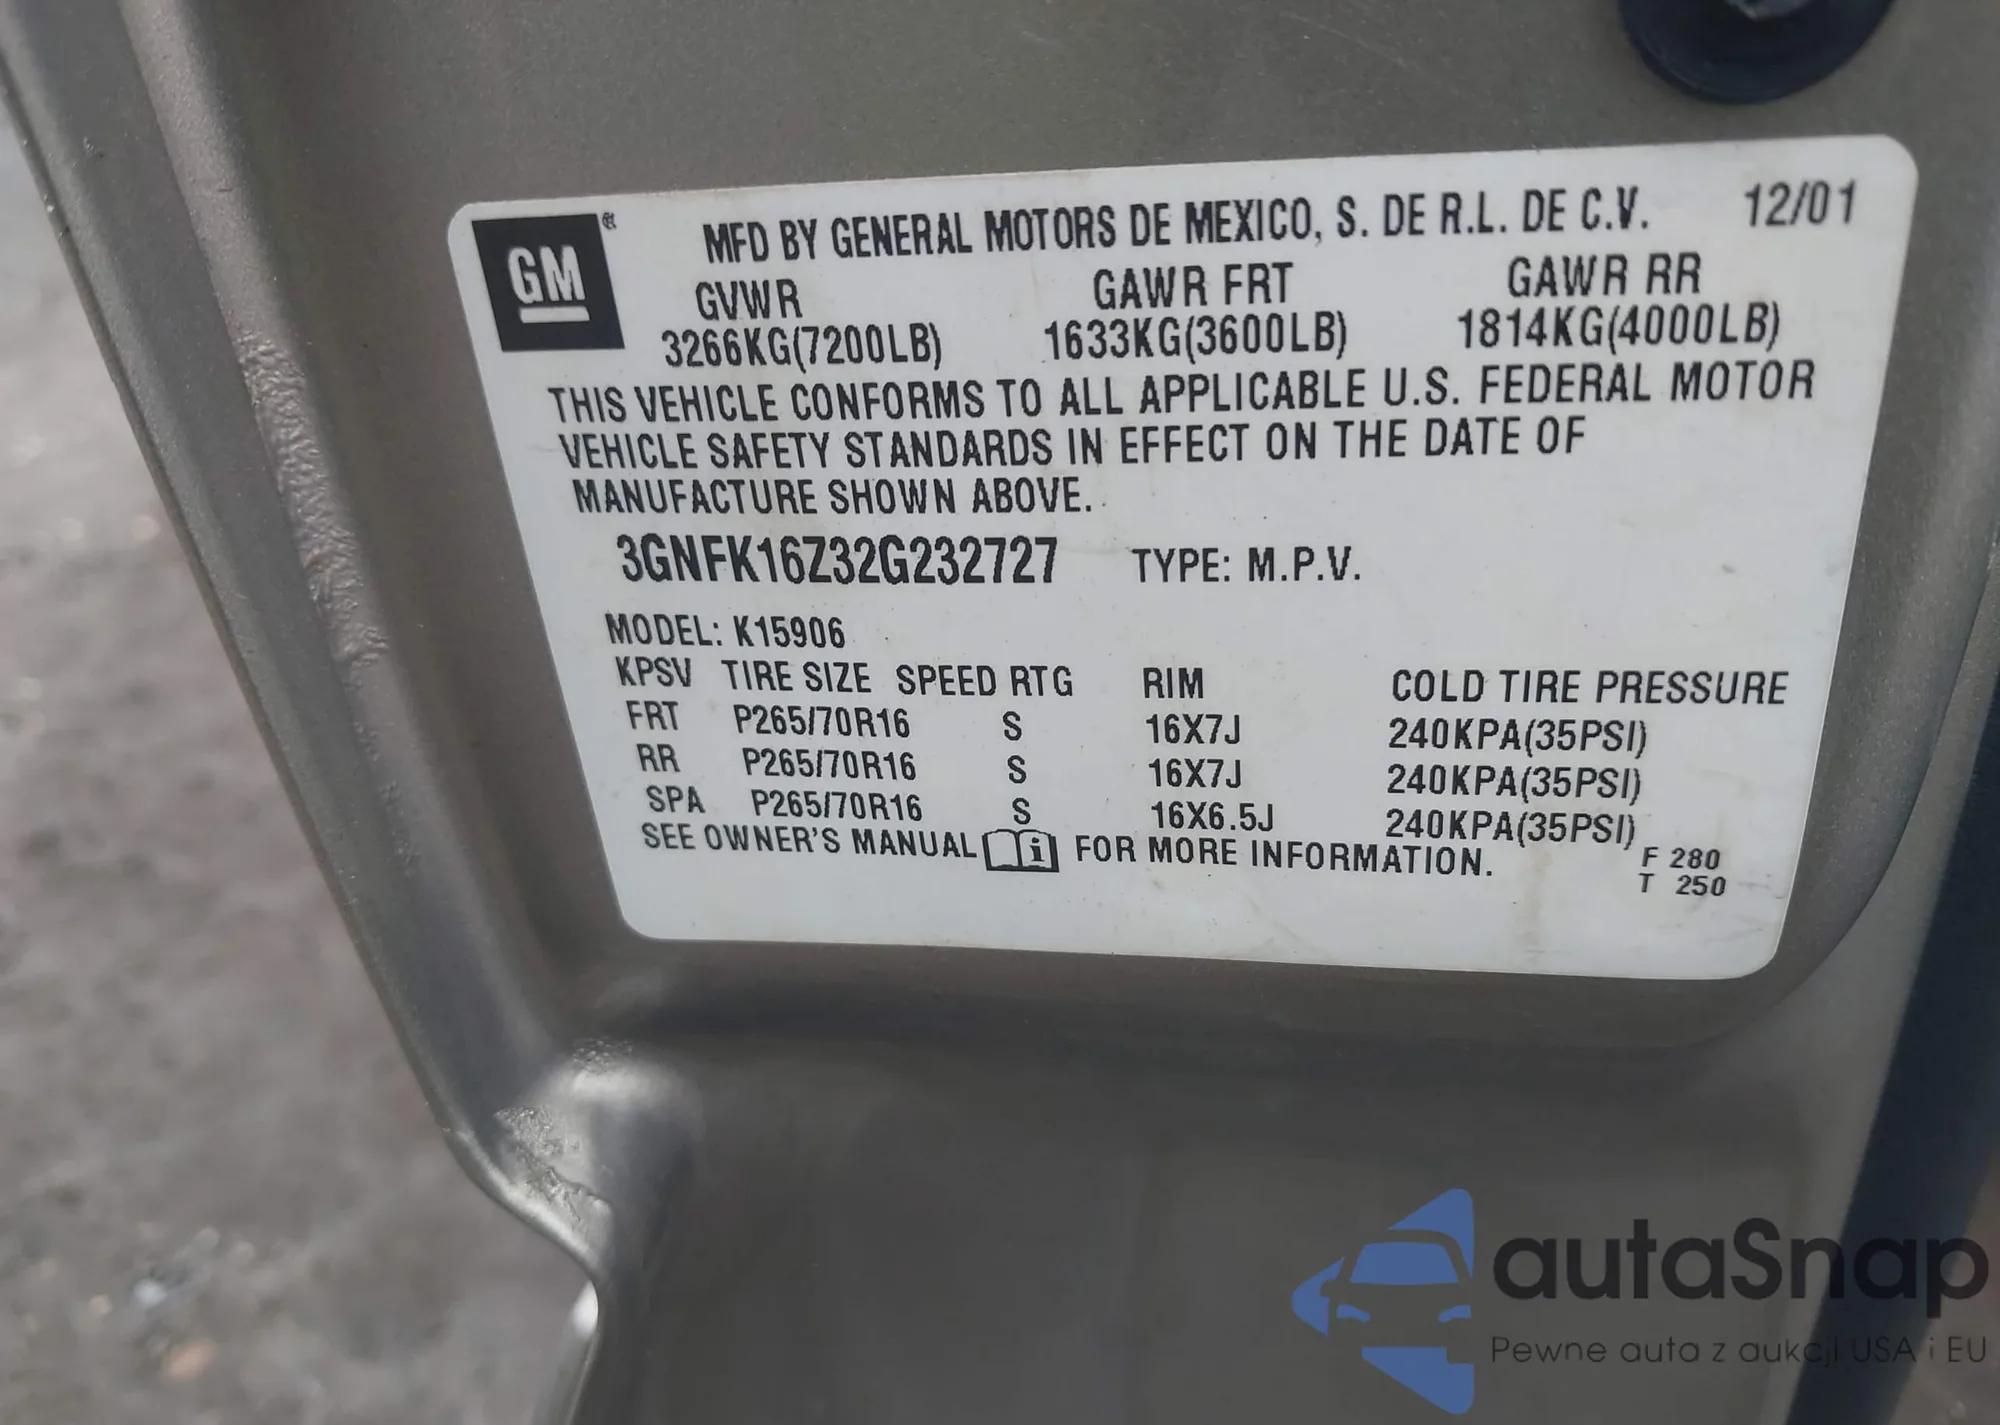 GM ®
MFD BY GENERAL MOTORS DE MEXICO, S. DE R.L. DE C.V. 12/01
GVWR GAWR FRT GAWR RR
3266KG(7200LB) 1633KG(3600LB) 1814KG(4000LB)
THIS VEHICLE CONFORMS TO ALL APPLICABLE U.S. FEDERAL MOTOR
VEHICLE SAFETY STANDARDS IN EFFECT ON THE DATE OF
MANUFACTURE SHOWN ABOVE.
3GNFK16Z32G232727 TYPE: M.P.V.
MODEL: K15906
KPSV TIRE SIZE SPEED RTG RIM COLD TIRE PRESSURE
FRT P265/70R16 S 16X7J 240KPA(35PSI)
RR P265/70R16 S 16X7J 240KPA(35PSI)
SPA P265/70R16 S 16X6.5J 240KPA(35PSI)
SEE OWNER'S MANUAL i FOR MORE INFORMATION.
F 280
T 250
autaSnap
Pewne auta z aukcji USA i EU